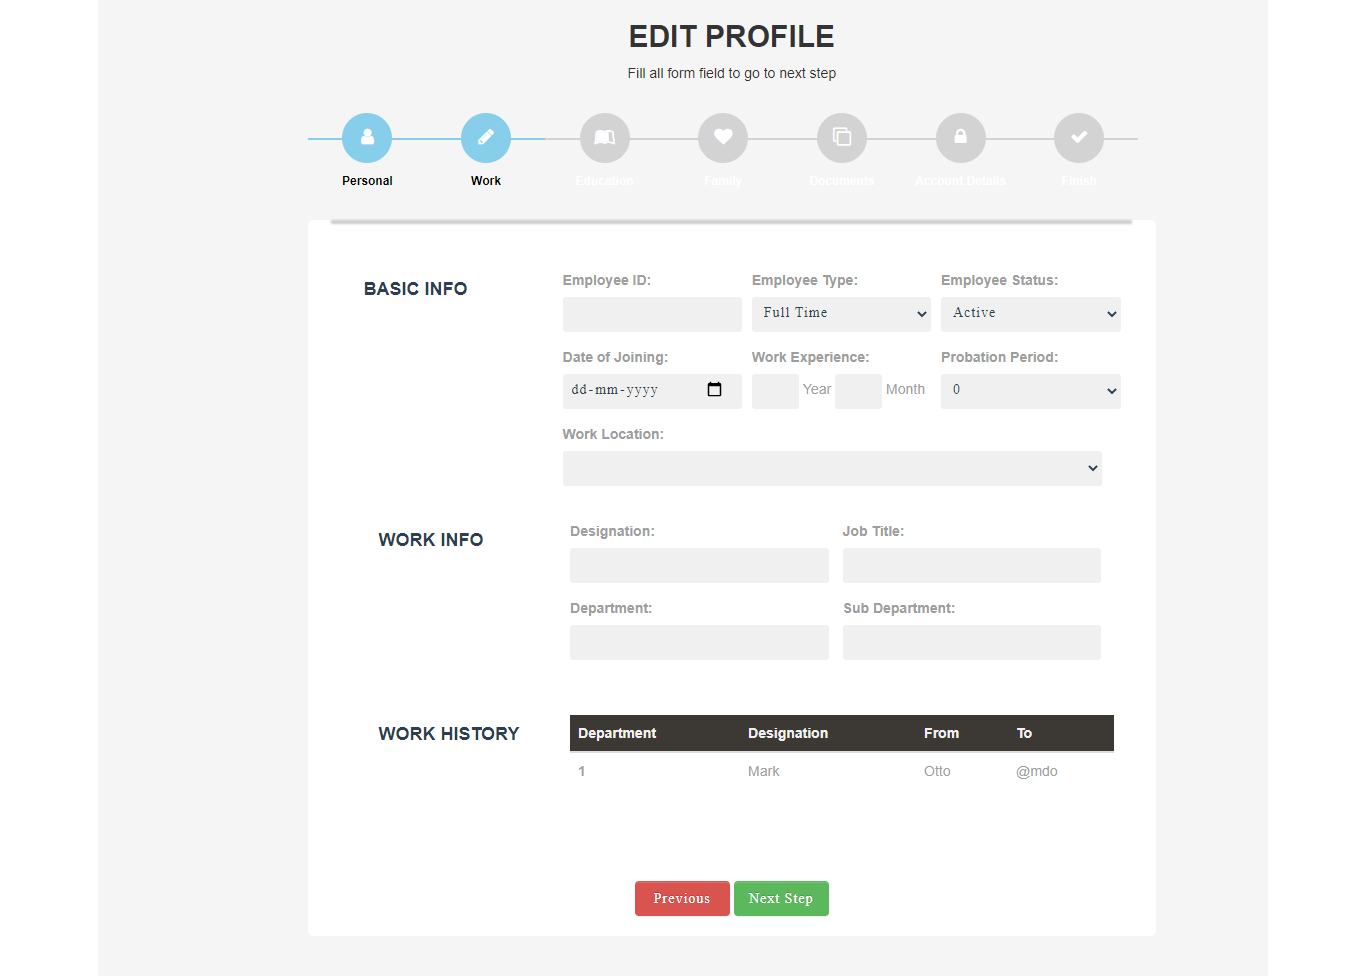 EDIT PROFILE
Fill all form field to go to next step
Personal Work Education Family Documents Account Details Finish
BASIC INFO
Employee ID: Employee Type: Employee Status:
Full Time Active
Date of Joining: Work Experience: Probation Period:
dd-mm-yyyy Year Month 0
Work Location:
WORK INFO
Designation: Job Title:
Department: Sub Department:
WORK HISTORY
Department Designation From To
1 Mark Otto @mdo
Previous Next Step